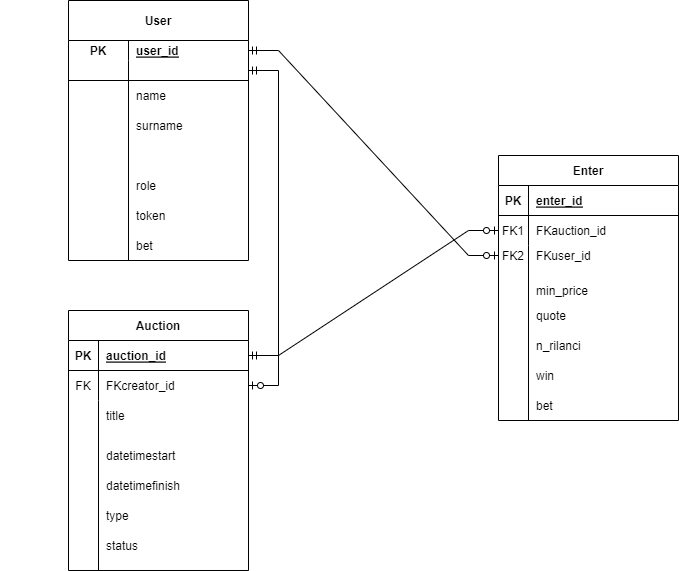 User
PK user_id
name
surname
role
token
bet
Auction
PK auction_id
FK FKcreator_id
title
datetimestart
datetimefinish
type
status
Enter
PK enter_id
FK1 FKauction_id
FK2 FKuser_id
min_price
quote
n_rilanci
win
bet